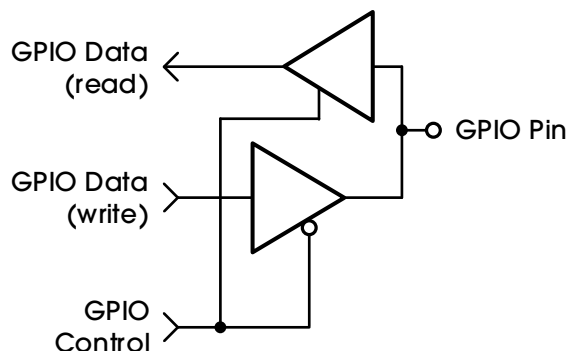 GPIO Data
(read)
GPIO Pin
GPIO Data
(write)
GPIO
Control